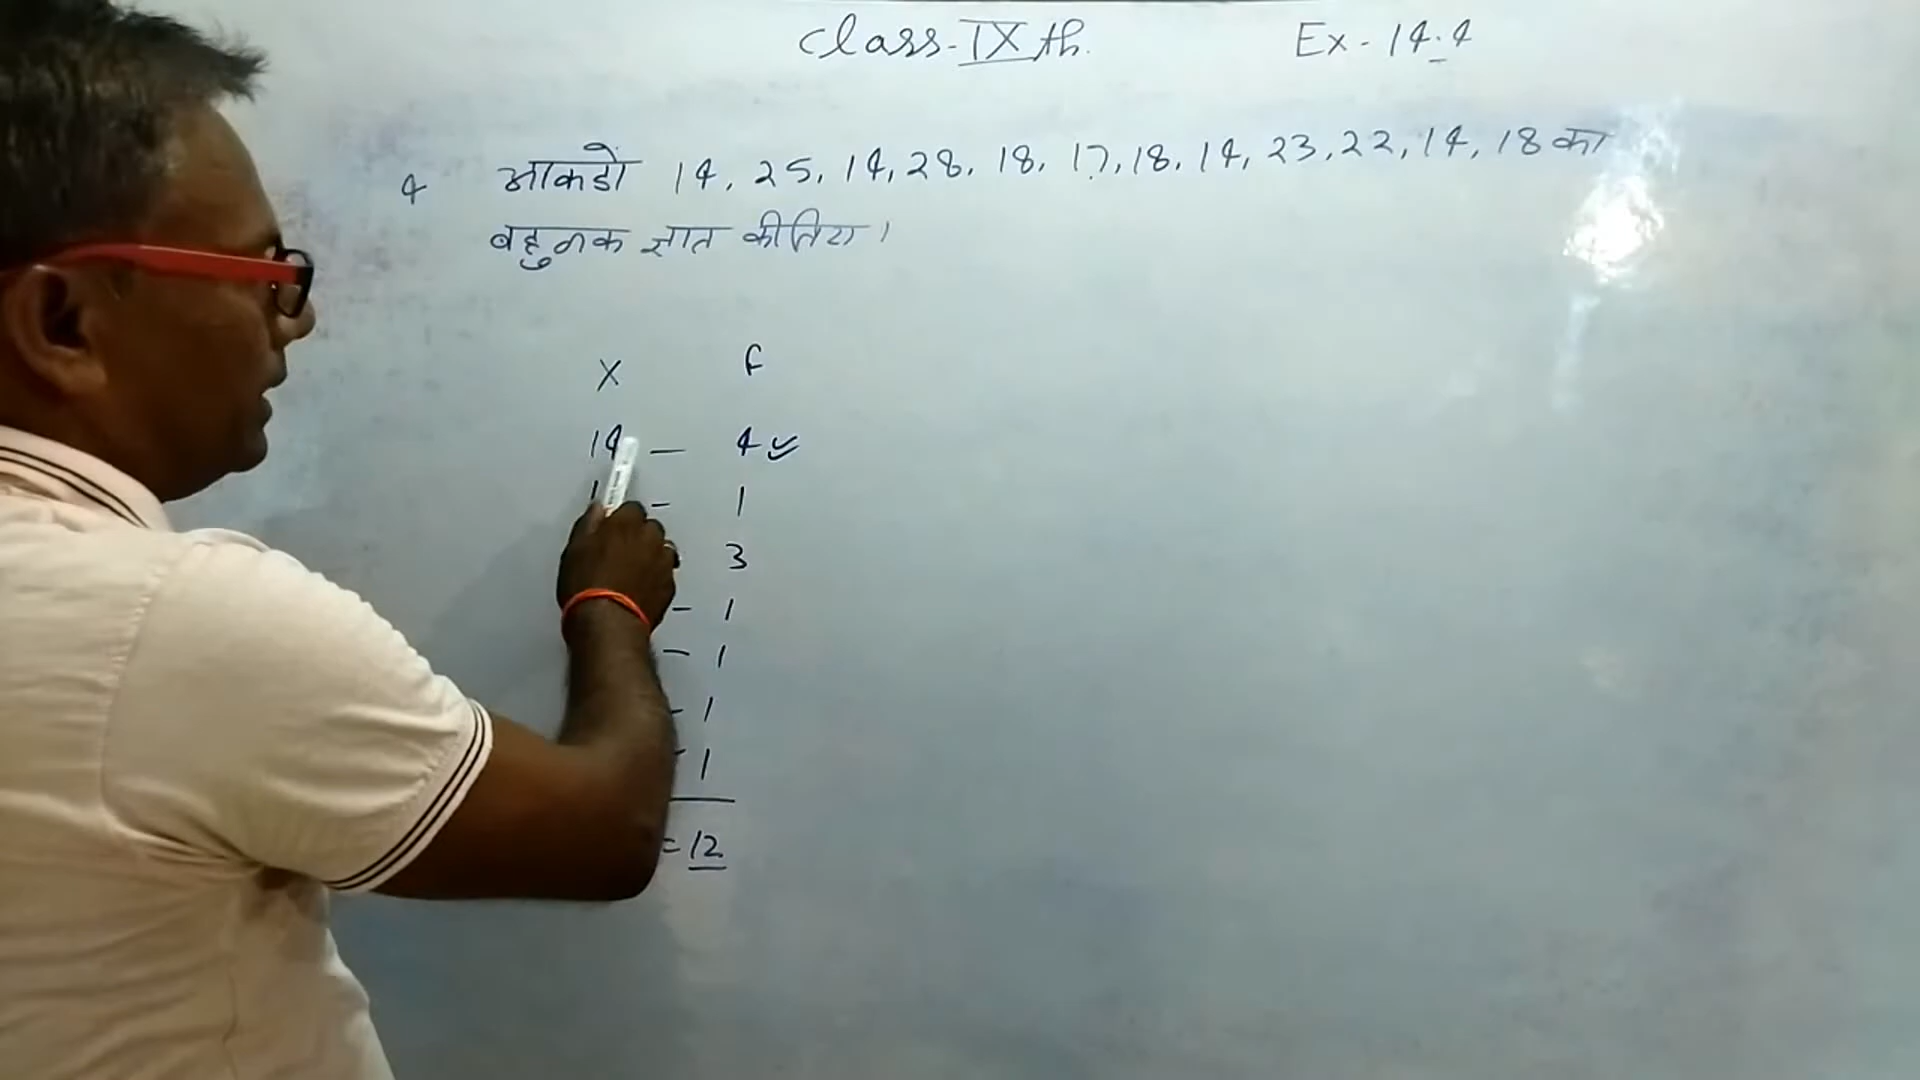 Class-IXth. Ex-14.4
4 आकडो 14, 25, 14, 28, 18, 17, 18, 14, 23, 22, 14, 18 का
बहुलक ज्ञात कीजिए।
X f
14 - 4 ✓
- 1
3
- 1
- 1
- 1
- 1
= 12